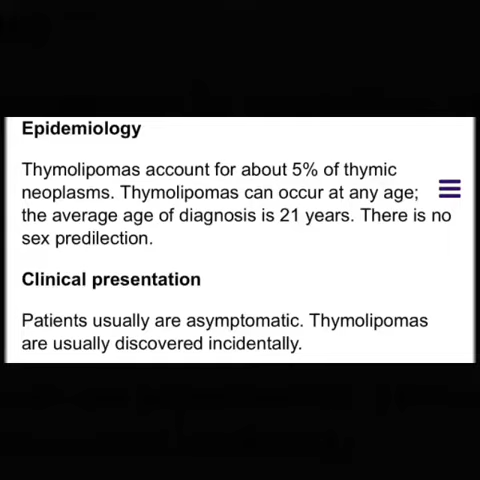 Epidemiology
Thymolipomas account for about 5% of thymic
neoplasms. Thymolipomas can occur at any age;
the average age of diagnosis is 21 years. There is no
sex predilection.
Clinical presentation
Patients usually are asymptomatic. Thymolipomas
are usually discovered incidentally.